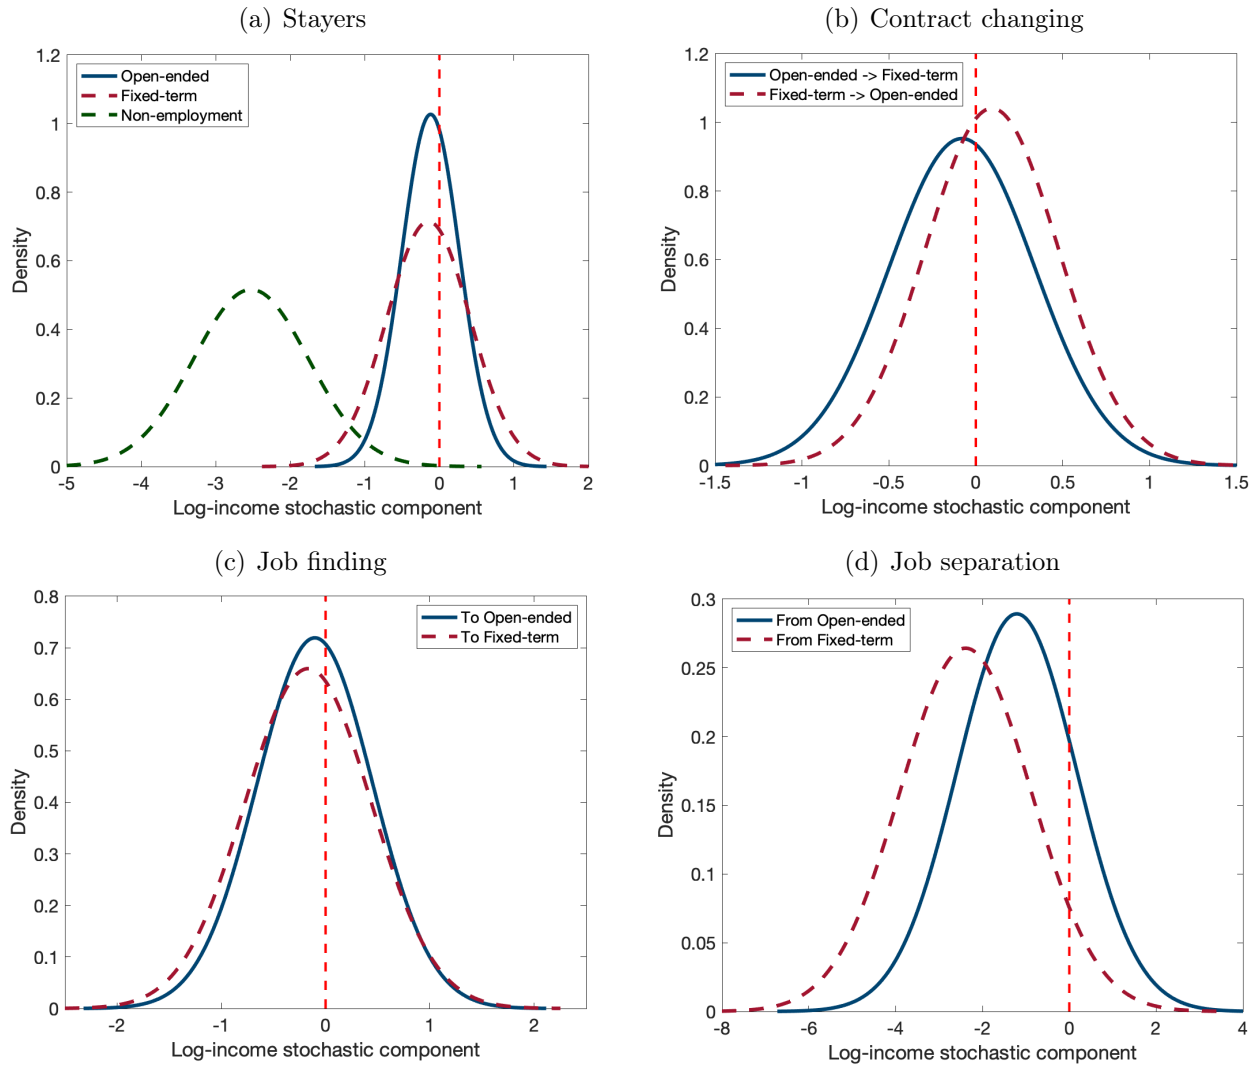 (a) Stayers
1.2
1
0.8
0.6
0.4
0.2
0
Density
Open-ended
Fixed-term
Non-employment
-5 -4 -3 -2 -1 0 1 2
Log-income stochastic component
(b) Contract changing
1.2
1
0.8
0.6
0.4
0.2
0
Density
Open-ended -> Fixed-term
Fixed-term -> Open-ended
-1.5 -1 -0.5 0 0.5 1 1.5
Log-income stochastic component
(c) Job finding
0.8
0.7
0.6
0.5
0.4
0.3
0.2
0.1
0
Density
To Open-ended
To Fixed-term
-2 -1 0 1 2
Log-income stochastic component
(d) Job separation
0.3
0.25
0.2
0.15
0.1
0.05
0
Density
From Open-ended
From Fixed-term
-8 -6 -4 -2 0 2 4
Log-income stochastic component